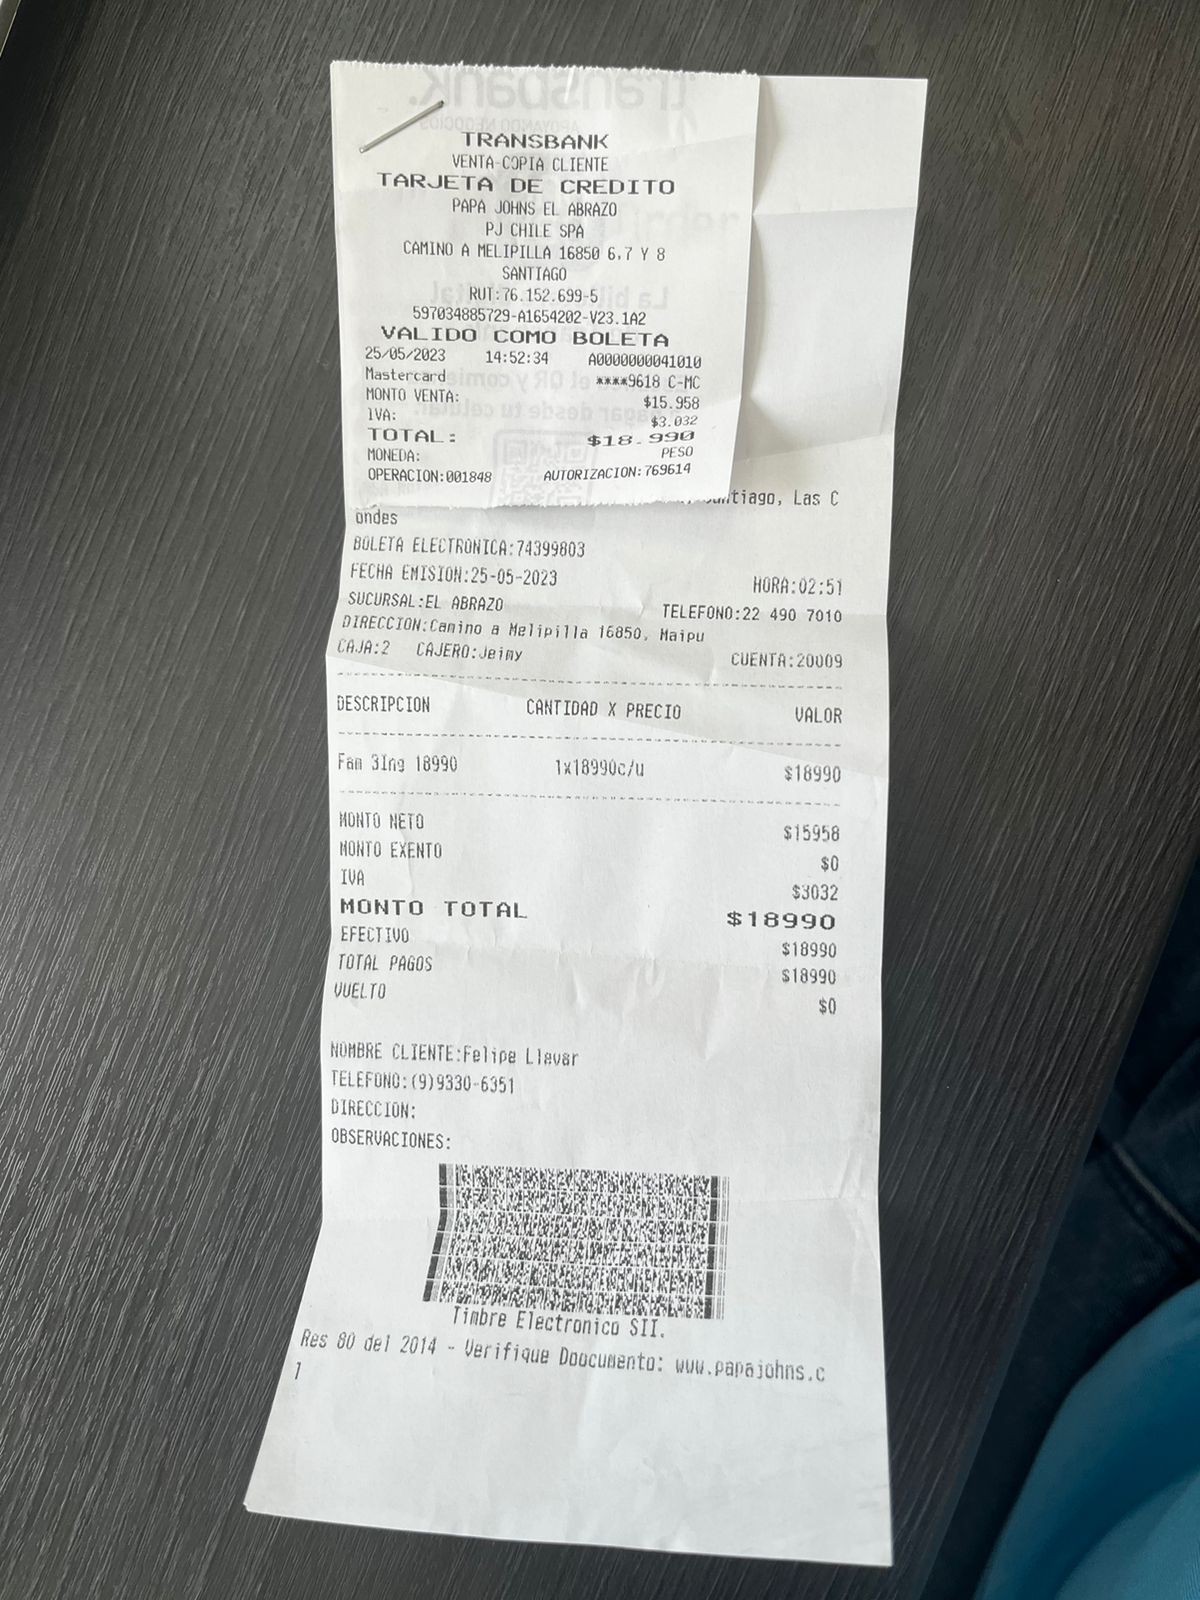 TRANSBANK
VENTA-COPIA CLIENTE
TARJETA DE CREDITO
PAPA JOHNS EL ABRAZO
PJ CHILE SPA
CAMINO A MELIPILLA 16850 6,7 Y 8
SANTIAGO
RUT:76.152.699-5
597034885729-A1654202-V23.1A2
VALIDO COMO BOLETA
25/05/2023 14:52:34 A0000000041010
Mastercard ****9618 C-MC
MONTO VENTA: $15.958
IVA: $3.032
TOTAL: $18.990
MONEDA: PESO
OPERACION:001848 AUTORIZACION:769614
Santiago, Las C
ondes
BOLETA ELECTRONICA:74399803
FECHA EMISION:25-05-2023 HORA:02:51
SUCURSAL:EL ABRAZO TELEFONO:22 490 7010
DIRECCION:Camino a Melipilla 16850, Maipu
CAJA:2 CAJERO:Jeimy CUENTA:20009
DESCRIPCION CANTIDAD X PRECIO VALOR
Fam 3Ing 18990 1x18990c/u $18990
MONTO NETO $15958
MONTO EXENTO $0
IVA $3032
MONTO TOTAL $18990
EFECTIVO $18990
TOTAL PAGOS $18990
VUELTO $0
NOMBRE CLIENTE:Felipe Llevar
TELEFONO:(9)9330-6351
DIRECCION:
OBSERVACIONES:
Timbre Electronico SII.
Res 80 del 2014 - Verifique Doucumento: www.papajohns.c
l